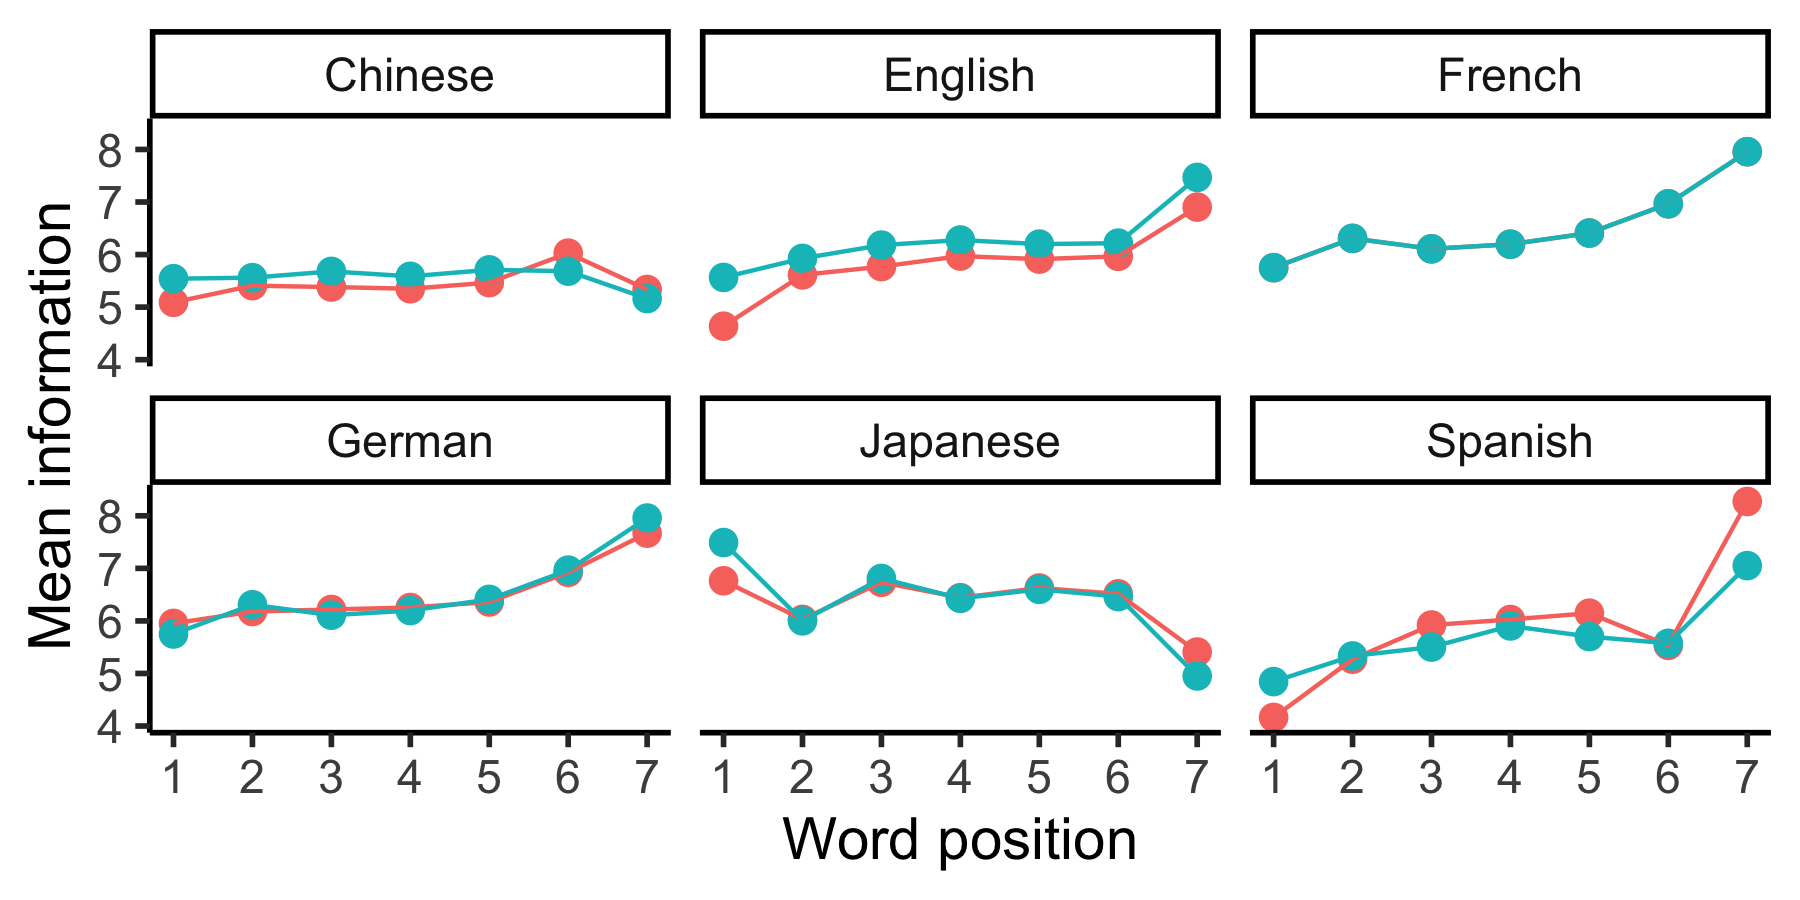 Chinese
English
French
8
7
6
5
4
German
Japanese
Spanish
8
7
6
5
4
1 2 3 4 5 6 7
1 2 3 4 5 6 7
1 2 3 4 5 6 7
Word position
Mean information